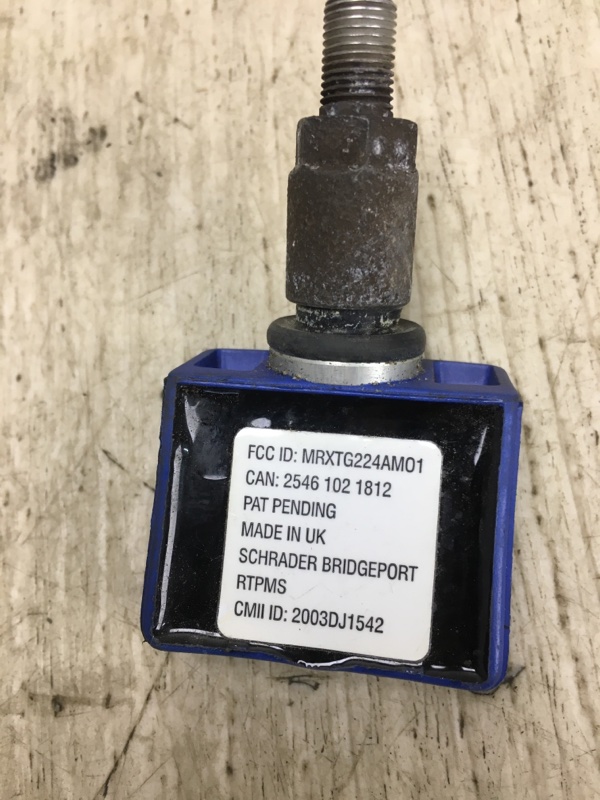 FCC ID: MRXTG224AM01
CAN: 2546 102 1812
PAT PENDING
MADE IN UK
SCHRADER BRIDGEPORT
RTPMS
CMII ID: 2003DJ1542